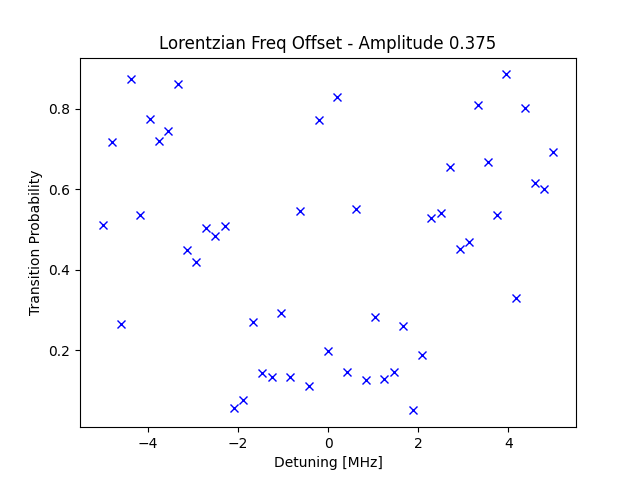 Lorentzian Freq Offset - Amplitude 0.375
0.8
0.6
0.4
0.2
Transition Probability
−4 −2 0 2 4
Detuning [MHz]